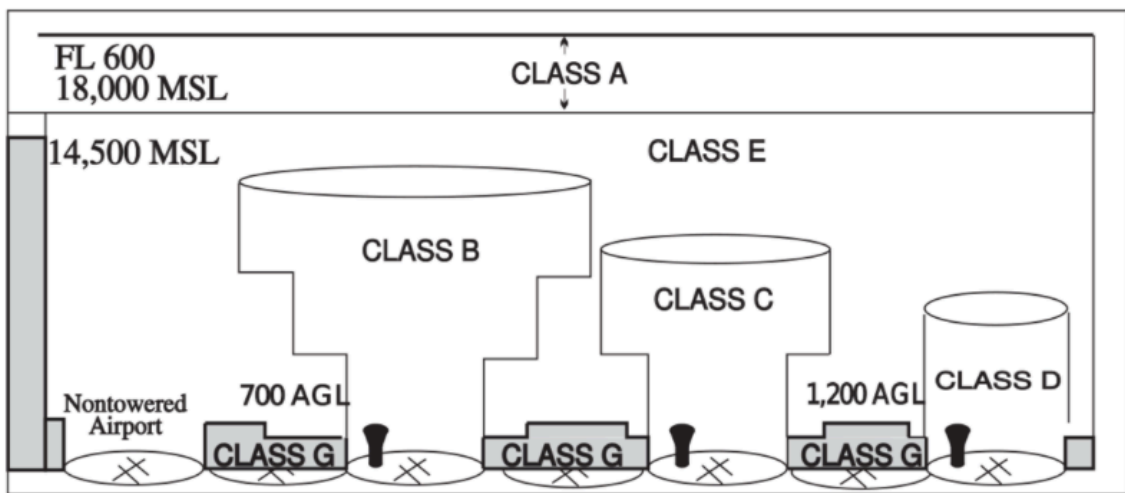 FL 600
18,000 MSL
CLASS A
14,500 MSL
CLASS E
CLASS B
CLASS C
700 AGL
1,200 AGL
CLASS D
Nontowered
Airport
CLASS G
CLASS G
CLASS G